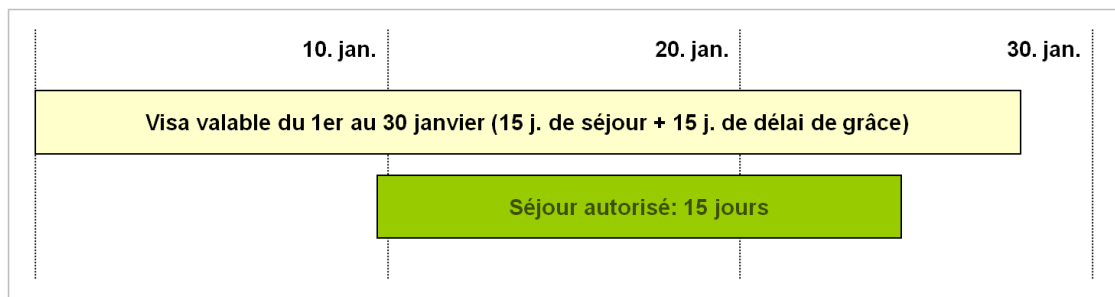 10. jan.
20. jan.
30. jan.
Visa valable du 1er au 30 janvier (15 j. de séjour + 15 j. de délai de grâce)
Séjour autorisé: 15 jours